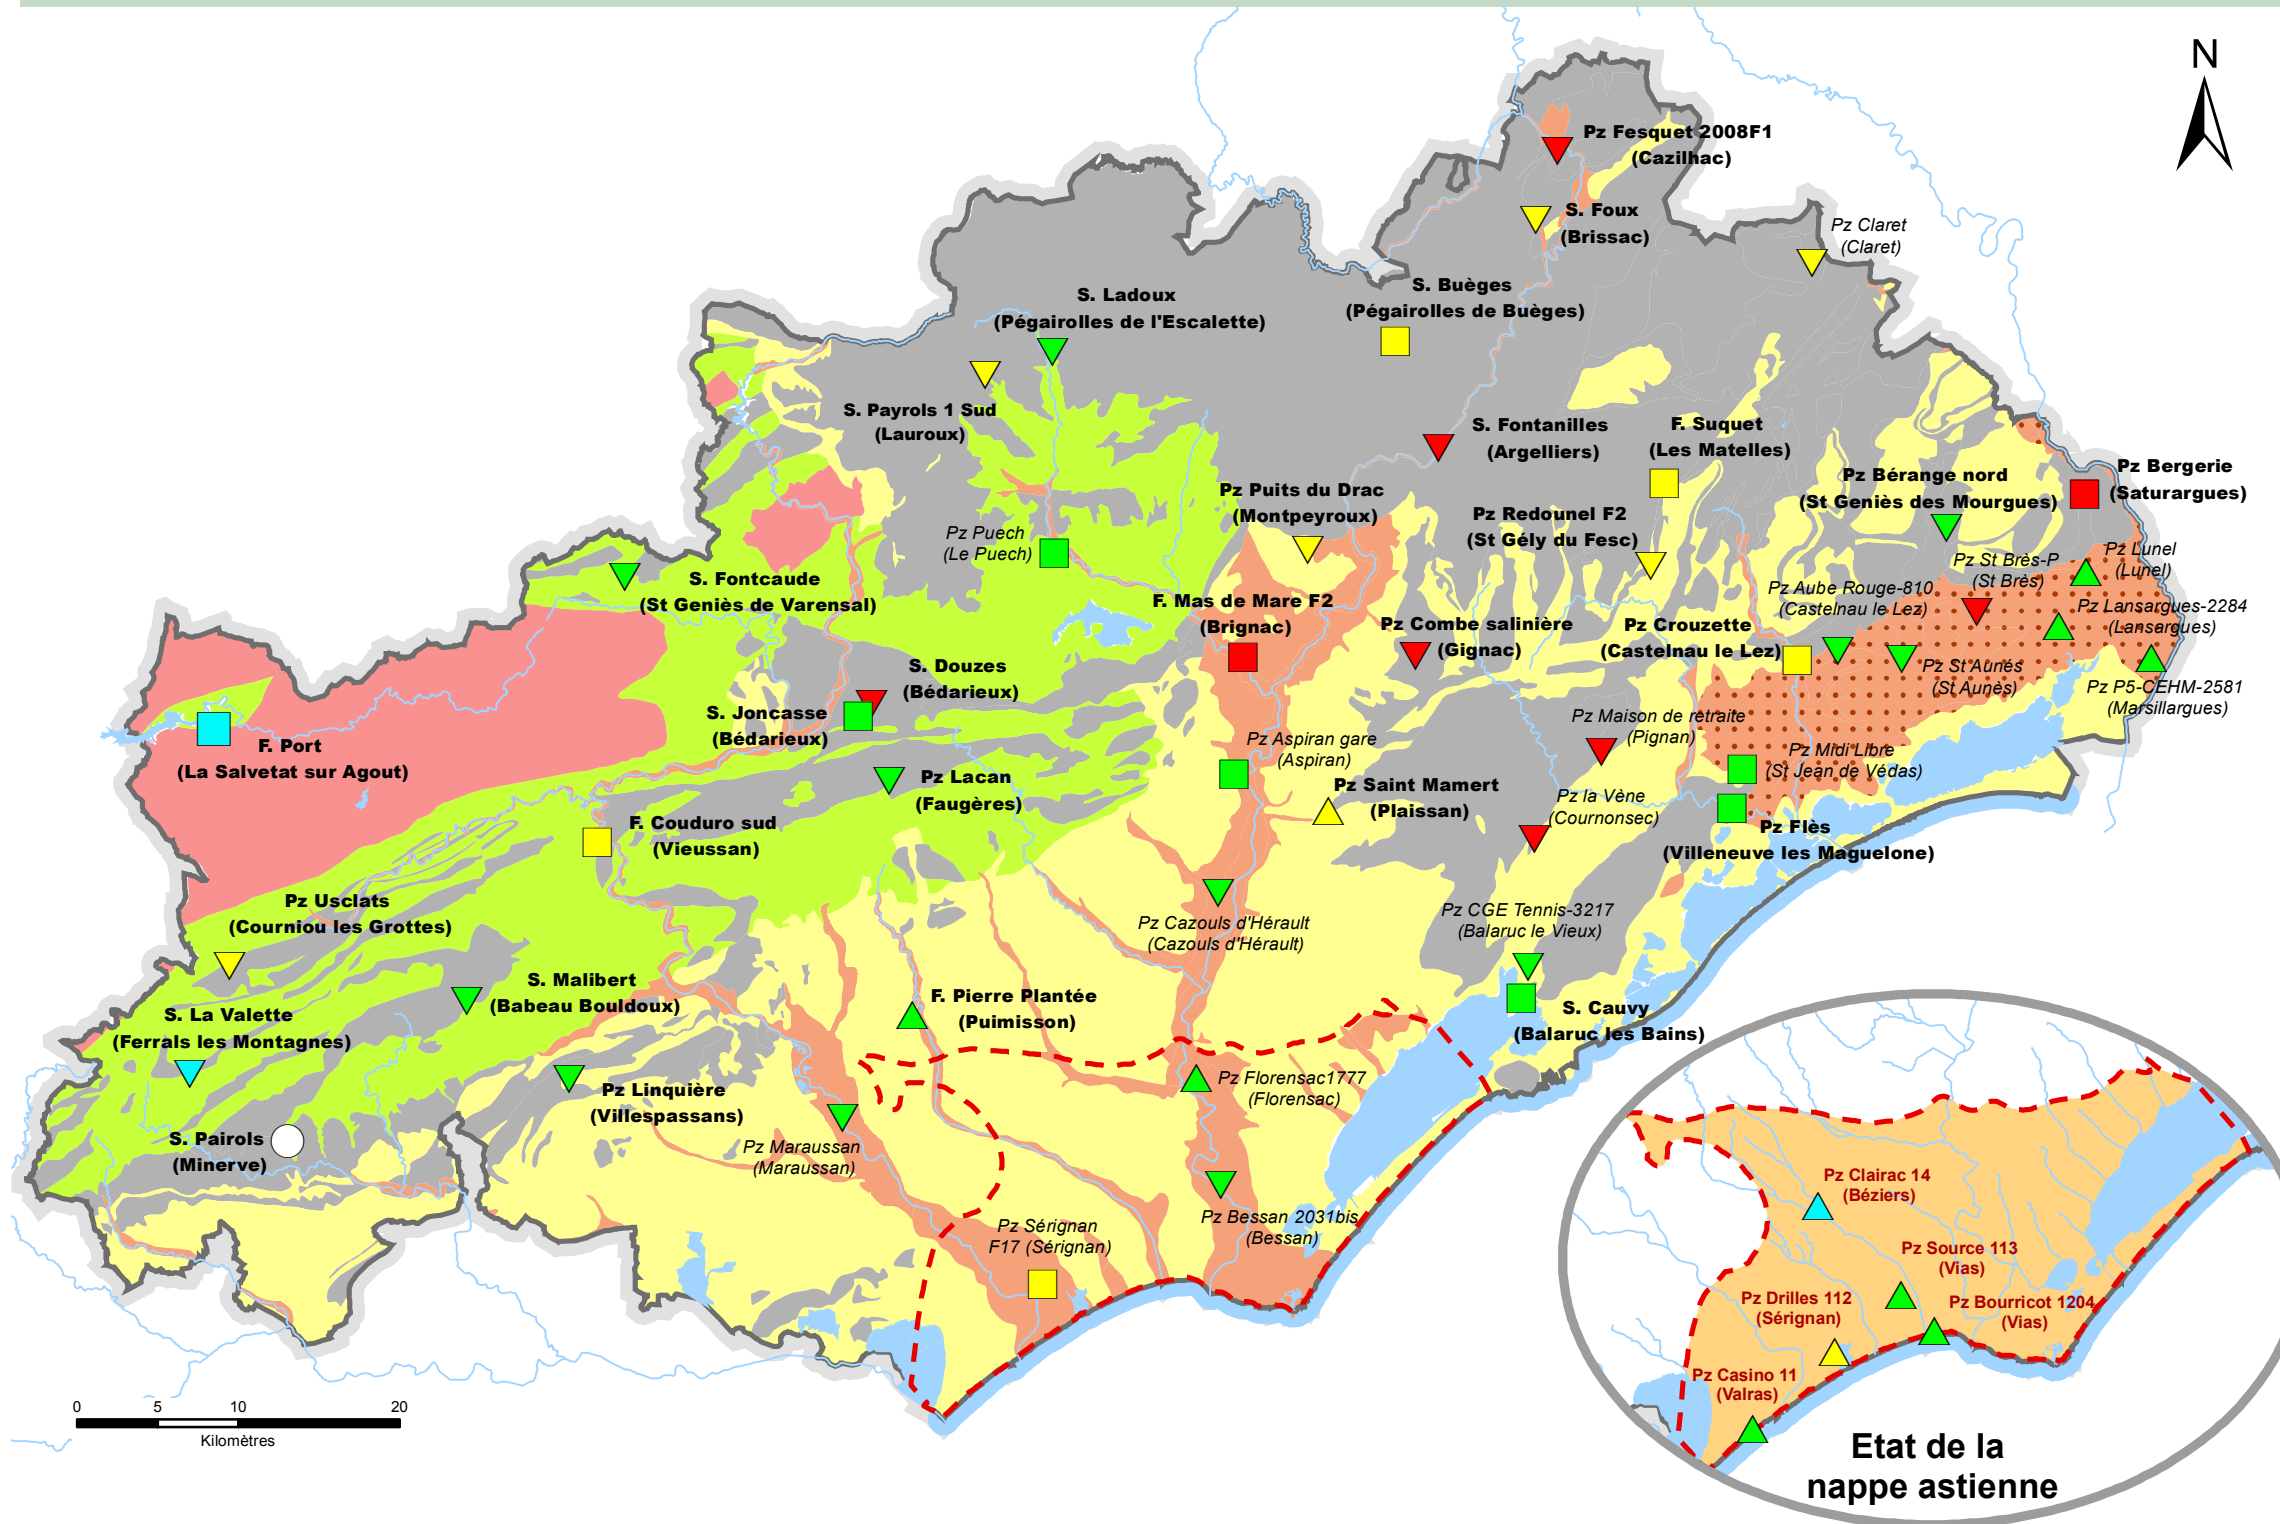 N
Pz Fesquet 2008F1
(Cazilhac)
S. Foux
(Brissac)
Pz Claret
(Claret)
S. Ladoux
(Pégairolles de l'Escalette)
S. Buèges
(Pégairolles de Buèges)
S. Payrols 1 Sud
(Lauroux)
S. Fontanilles
(Argelliers)
F. Suquet
(Les Matelles)
Pz Bérange nord
(St Geniès des Mourgues)
Pz Bergerie
(Saturargues)
Pz Puits du Drac
(Montpeyroux)
Pz Redounel F2
(St Gély du Fesc)
Pz Puech
(Le Puech)
Pz St Brès-P
(St Brès)
Pz Lunel
(Lunel)
S. Fontcaude
(St Geniès de Varensal)
Pz Aube Rouge-810
(Castelnau le Lez)
F. Mas de Mare F2
(Brignac)
Pz Lansargues-2284
(Lansargues)
Pz Combe salinière
(Gignac)
Pz Crouzette
(Castelnau le Lez)
S. Douzes
(Bédarieux)
Pz St Aunés
(St Aunès)
Pz P5-CEHM-2581
(Marsillargues)
S. Joncasse
(Bédarieux)
Pz Maison de retraite
(Pignan)
F. Port
(La Salvetat sur Agout)
Pz Aspiran gare
(Aspiran)
Pz Midi Libre
(St Jean de Védas)
Pz Lacan
(Faugères)
Pz Saint Mamert
(Plaissan)
Pz la Vène
(Cournonsec)
F. Couduro sud
(Vieussan)
Pz Flès
(Villeneuve les Maguelone)
Pz Usclats
(Courniou les Grottes)
Pz Cazouls d'Hérault
(Cazouls d'Hérault)
Pz CGE Tennis-3217
(Balaruc le Vieux)
S. Malibert
(Babeau Bouldoux)
F. Pierre Plantée
(Puimisson)
S. La Valette
(Ferrals les Montagnes)
S. Cauvy
(Balaruc les Bains)
Pz Linquière
(Villespassans)
Pz Florensac1777
(Florensac)
S. Pairols
(Minerve)
Pz Maraussan
(Maraussan)
Pz Sérignan
F17 (Sérignan)
Pz Bessan 2031bis
(Bessan)
Pz Clairac 14
(Béziers)
Pz Source 113
(Vias)
Pz Drilles 112
(Sérignan)
Pz Bourricot 1204
(Vias)
Pz Casino 11
(Valras)
0 5 10 20
Kilomètres
Etat de la
nappe astienne